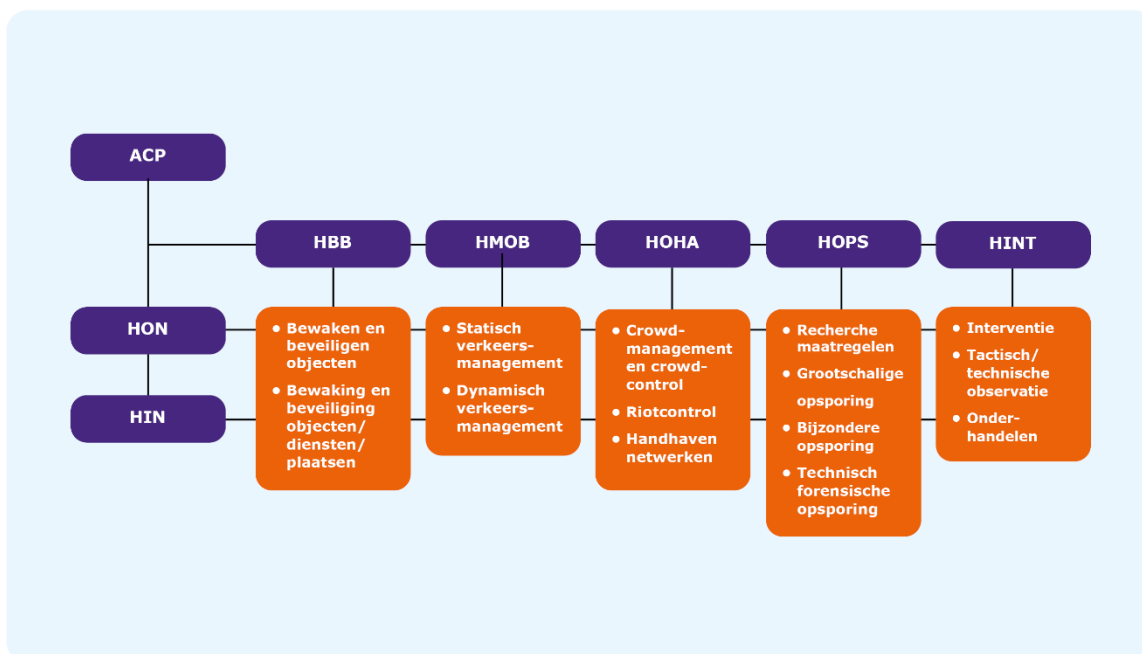 ACP
HBB
HMOB
HOHA
HOPS
HINT
HON
HIN
• Bewaken en
beveiligen
objecten
• Bewaking en
beveiliging
objecten/
diensten/
plaatsen
• Statisch
verkeers-
management
• Dynamisch
verkeers-
management
• Crowd-
management
en crowd-
control
• Riotcontrol
• Handhaven
netwerken
• Recherche
maatregelen
• Grootschalige
opsporing
• Bijzondere
opsporing
• Technisch
forensische
opsporing
• Interventie
• Tactisch/
technische
observatie
• Onder-
handelen